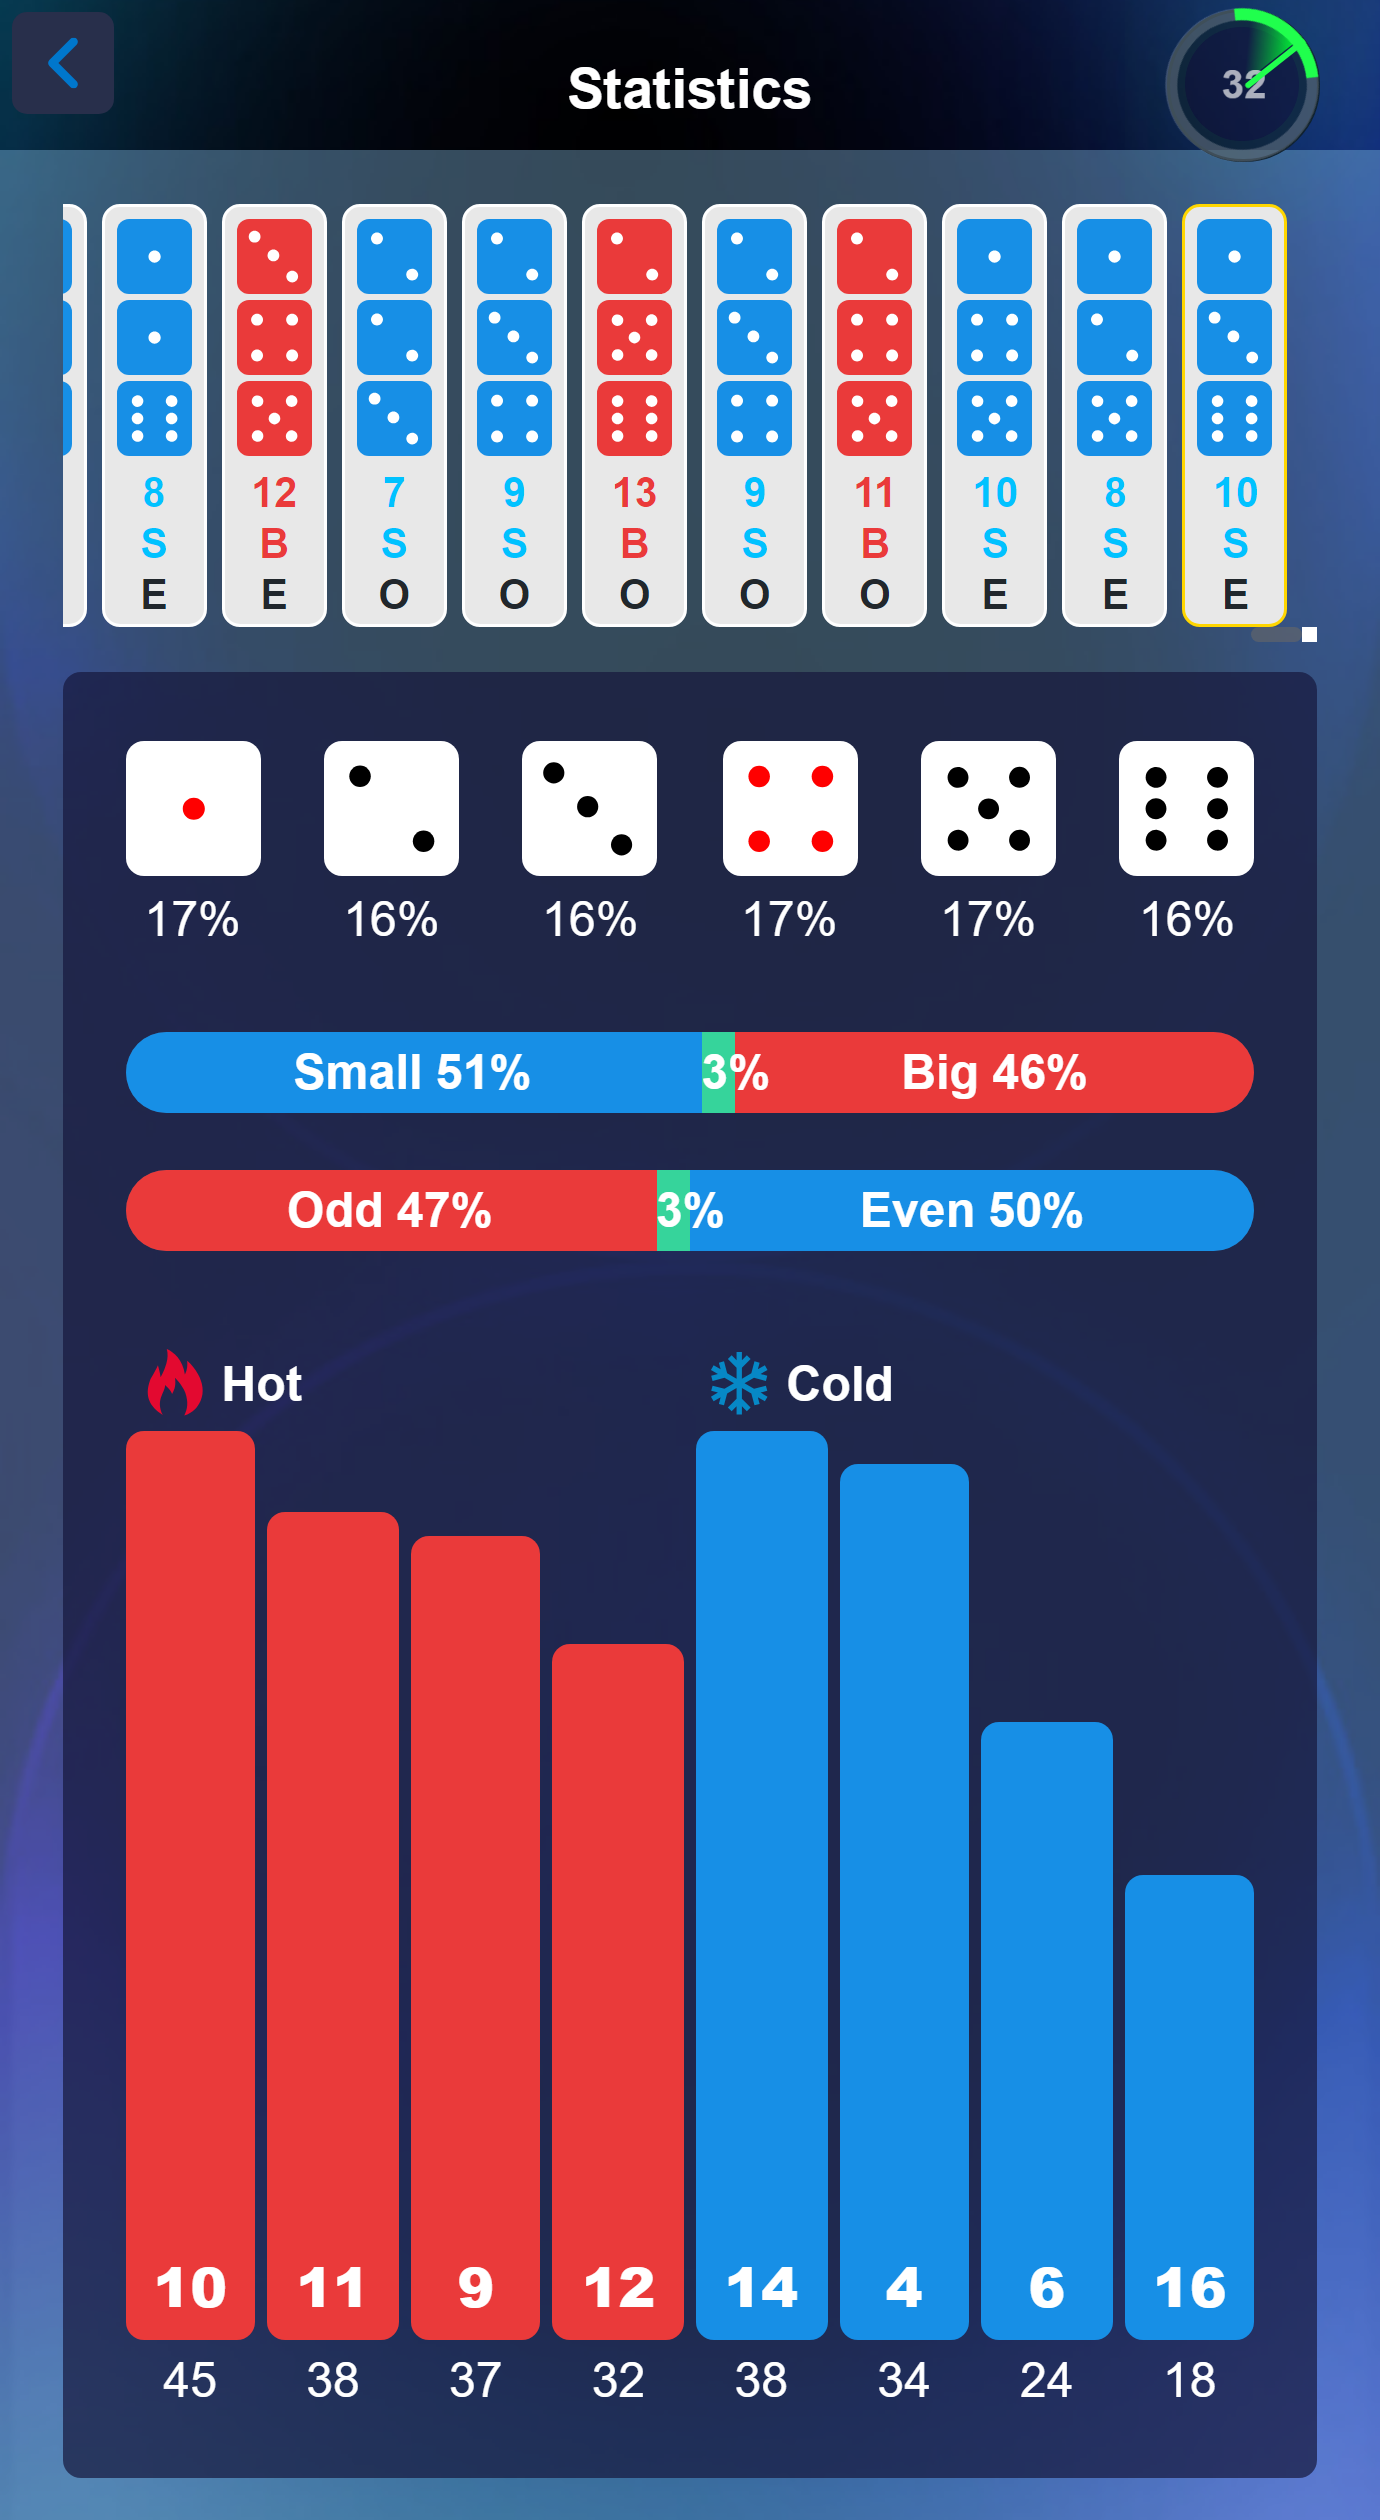 Statistics
32
8 12 7 9 13 9 11 10 8 10
S B S S B S B S S S
E E O O O O O E E E
17% 16% 16% 17% 17% 16%
Small 51% 3% Big 46%
Odd 47% 3% Even 50%
Hot Cold
10 11 9 12 14 4 6 16
45 38 37 32 38 34 24 18